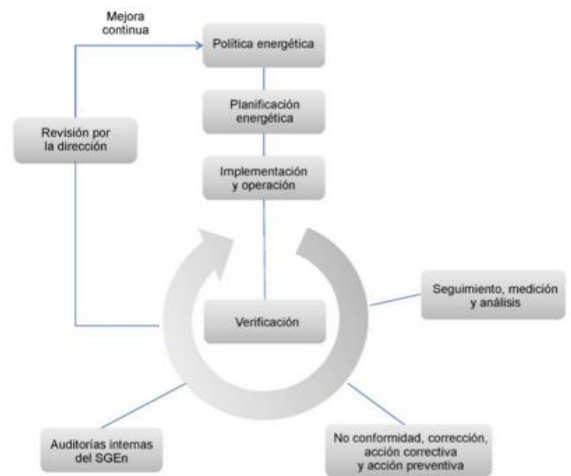 Mejora
continua
Política energética
Planificación
energética
Revisión por
la dirección
Implementación
y operación
Seguimiento, medición
y análisis
Verificación
Auditorías internas
del SGEn
No conformidad, corrección,
acción correctiva
y acción preventiva